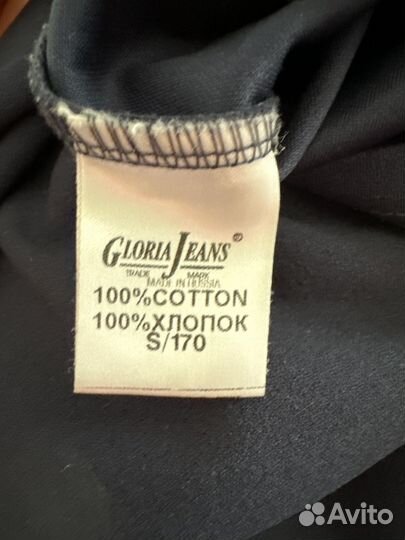 GLORIA JEANS®
TRADE MARK
MADE IN RUSSIA
100%COTTON
100%ХЛОПОК
S/170
Avito